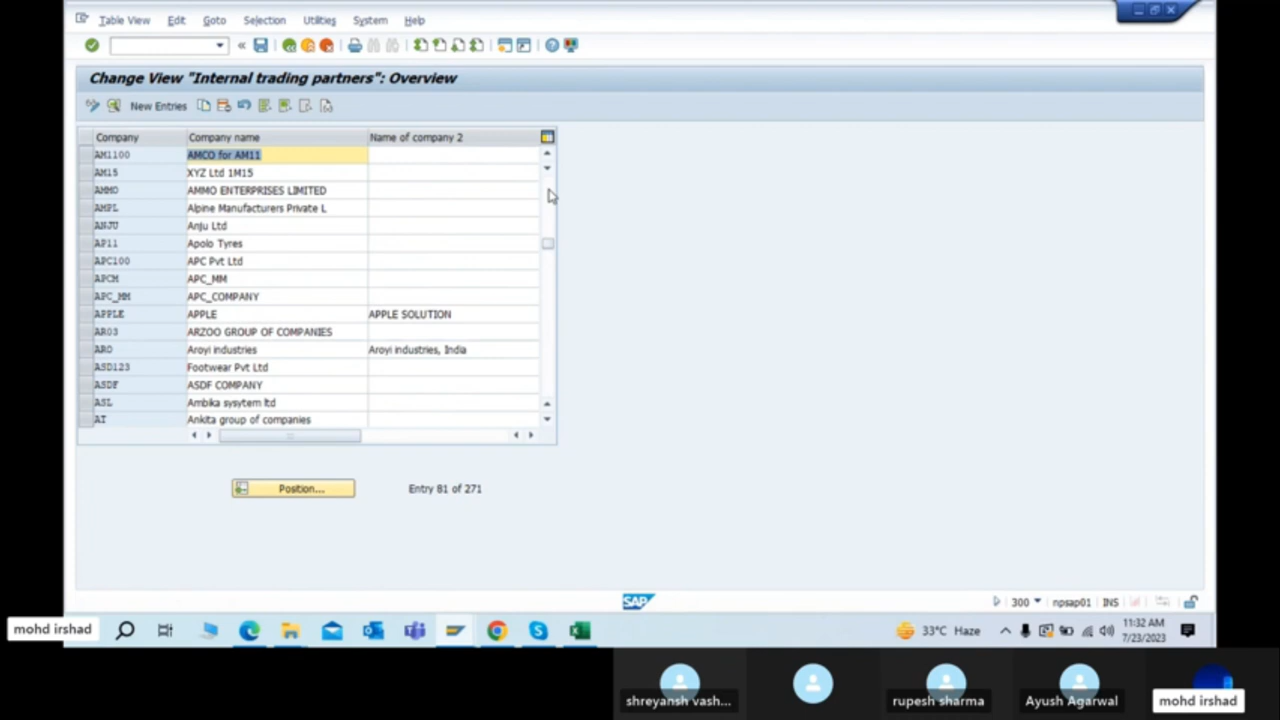 Table View Edit Goto Selection Utilities System Help
Change View "Internal trading partners": Overview
New Entries
Company Company name Name of company 2
AM1100 AMCO for AM11
AM15 XYZ Ltd 1M15
AMMO AMMO ENTERPRISES LIMITED
AMPL Alpine Manufacturers Private L
ANJU Anju Ltd
AP11 Apolo Tyres
APC100 APC Pvt Ltd
APCM APC_MM
APC_MM APC_COMPANY
APPLE APPLE APPLE SOLUTION
AR03 ARZOO GROUP OF COMPANIES
ARO Aroyi industries Aroyi industries, India
ASD123 Footwear Pvt Ltd
ASDF ASDF COMPANY
ASL Ambika sysytem ltd
AT Ankita group of companies
Position... Entry 81 of 271
SAP 300 npsap01 INS
mohd irshad 33°C Haze 11:32 AM
7/23/2023
shreyansh vash... rupesh sharma Ayush Agarwal mohd irshad